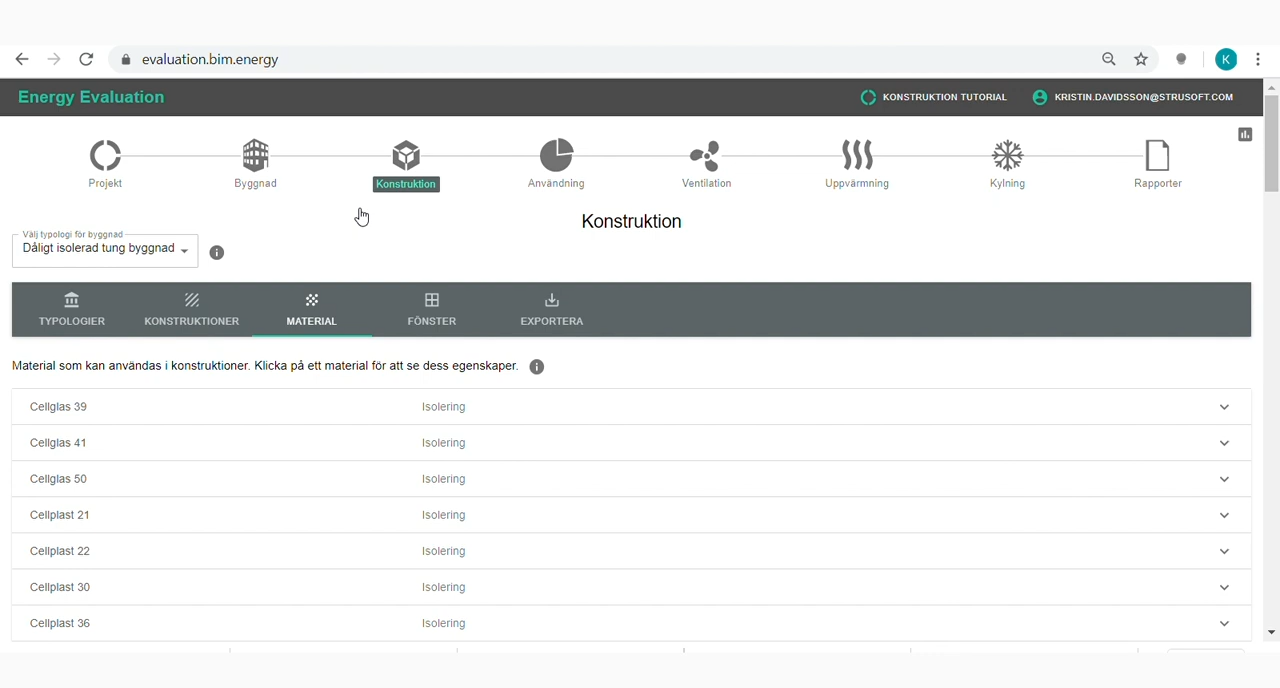 evaluation.bim.energy
K
Energy Evaluation
KONSTRUKTION TUTORIAL
KRISTIN.DAVIDSSON@STRUSOFT.COM
Projekt
Byggnad
Konstruktion
Användning
Ventilation
Uppvärmning
Kylning
Rapporter
Konstruktion
Välj typologi för byggnad
Dåligt isolerad tung byggnad
TYPOLOGIER
KONSTRUKTIONER
MATERIAL
FÖNSTER
EXPORTERA
Material som kan användas i konstruktioner. Klicka på ett material för att se dess egenskaper.
Cellglas 39 Isolering
Cellglas 41 Isolering
Cellglas 50 Isolering
Cellplast 21 Isolering
Cellplast 22 Isolering
Cellplast 30 Isolering
Cellplast 36 Isolering